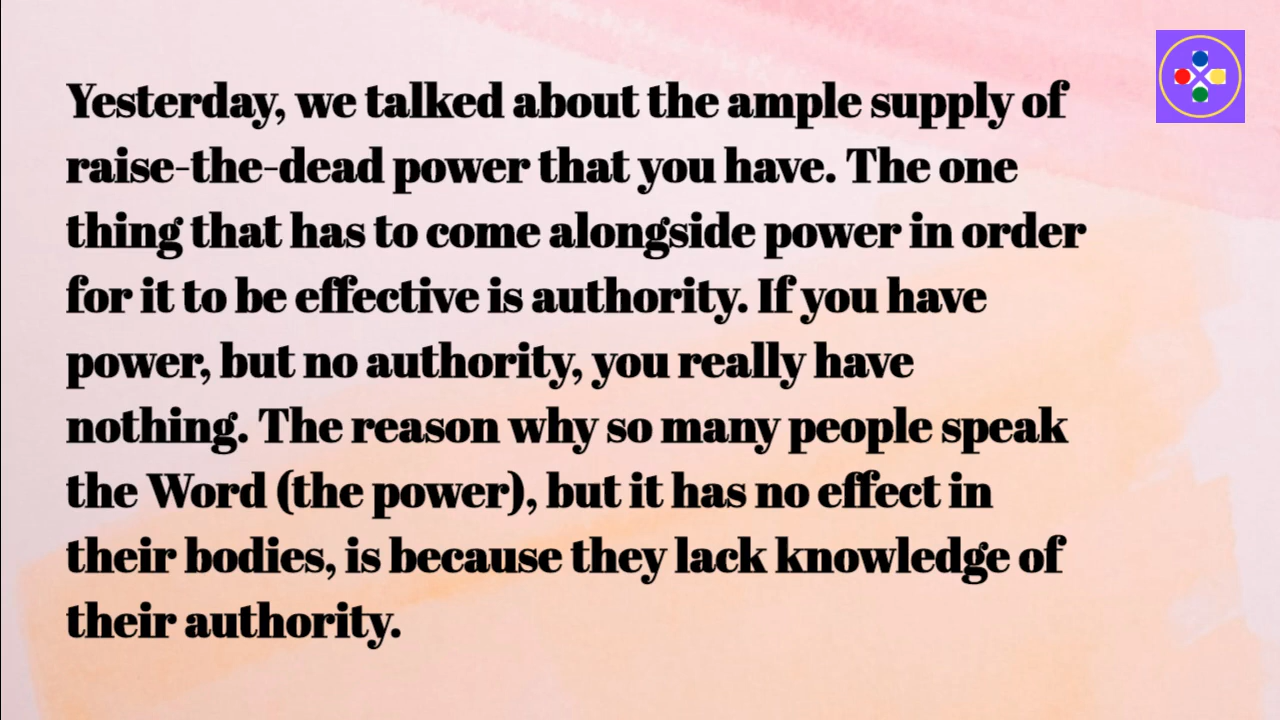 Yesterday, we talked about the ample supply of
raise-the-dead power that you have. The one
thing that has to come alongside power in order
for it to be effective is authority. If you have
power, but no authority, you really have
nothing. The reason why so many people speak
the Word (the power), but it has no effect in
their bodies, is because they lack knowledge of
their authority.